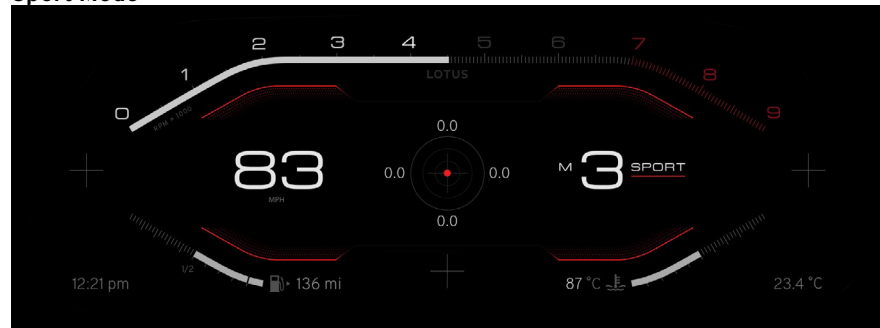 Sport Mode
0 1 2 3 4 5 6 7 8 9
RPM × 1000
LOTUS
0.0
83 0.0 0.0 M 3 SPORT
MPH
0.0
1/2
12:21 pm 136 mi 87 °C 23.4 °C